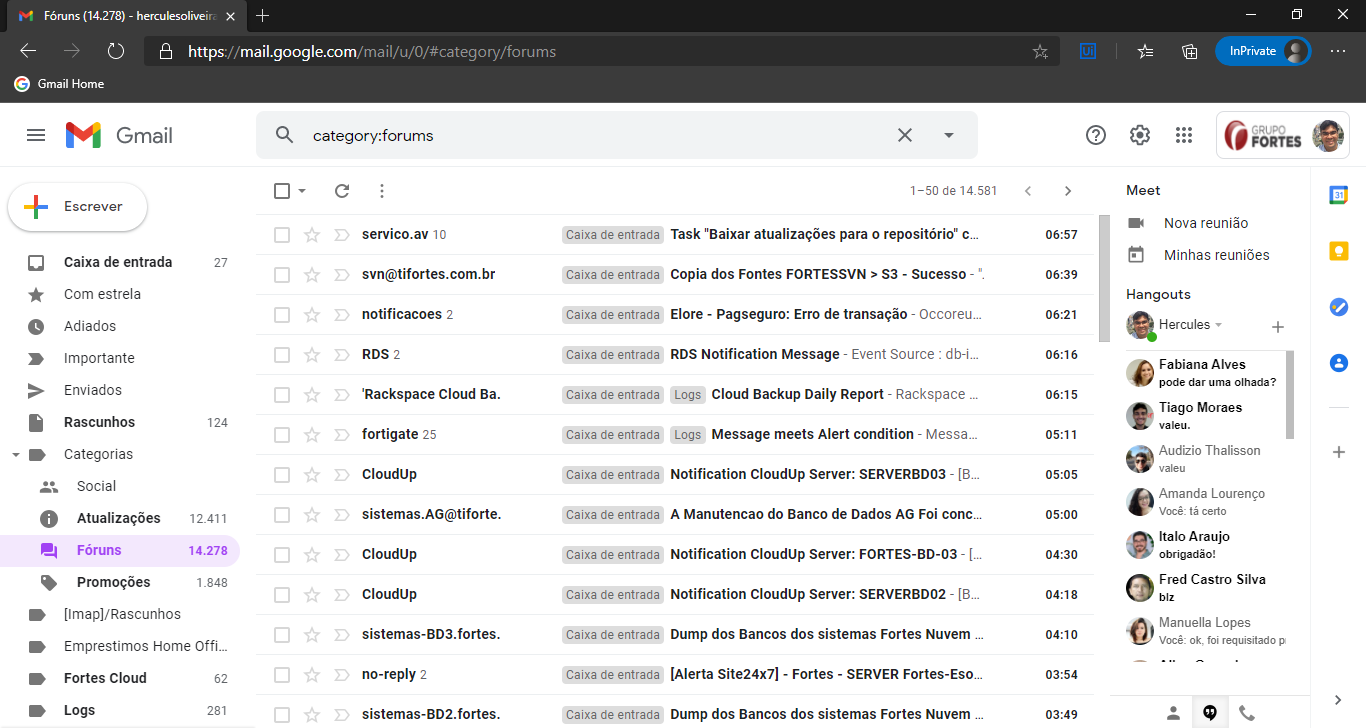 Fóruns (14.278) - herculesoliveira
https://mail.google.com/mail/u/0/#category/forums
InPrivate
Gmail Home
Gmail
category:forums
GRUPO
FORTES
Escrever
1–50 de 14.581
Caixa de entrada 27
Com estrela
Adiados
Importante
Enviados
Rascunhos 124
Categorias
Social
Atualizações 12.411
Fóruns 14.278
Promoções 1.848
[Imap]/Rascunhos
Emprestimos Home Offi...
Fortes Cloud 62
Logs 281
servico.av 10 Caixa de entrada Task "Baixar atualizações para o repositório" c... 06:57
svn@tifortes.com.br Caixa de entrada Copia dos Fontes FORTESSVN > S3 - Sucesso - ". 06:39
notificacoes 2 Caixa de entrada Elore - Pagseguro: Erro de transação - Occoreu... 06:21
RDS 2 Caixa de entrada RDS Notification Message - Event Source : db-i... 06:16
'Rackspace Cloud Ba. Caixa de entrada Logs Cloud Backup Daily Report - Rackspace ... 06:15
fortigate 25 Caixa de entrada Logs Message meets Alert condition - Messa... 05:11
CloudUp Caixa de entrada Notification CloudUp Server: SERVERBD03 - [B... 05:05
sistemas.AG@tiforte. Caixa de entrada A Manutencao do Banco de Dados AG Foi conc... 05:00
CloudUp Caixa de entrada Notification CloudUp Server: FORTES-BD-03 - [... 04:30
CloudUp Caixa de entrada Notification CloudUp Server: SERVERBD02 - [B... 04:18
sistemas-BD3.fortes. Caixa de entrada Dump dos Bancos dos sistemas Fortes Nuvem ... 04:10
no-reply 2 Caixa de entrada [Alerta Site24x7] - Fortes - SERVER Fortes-Eso... 03:54
sistemas-BD2.fortes. Caixa de entrada Dump dos Bancos dos sistemas Fortes Nuvem ... 03:49
Meet
Nova reunião
Minhas reuniões
Hangouts
Hercules
Fabiana Alves
pode dar uma olhada?
Tiago Moraes
valeu.
Audizio Thalisson
valeu
Amanda Lourenço
Você: tá certo
Italo Araujo
obrigadão!
Fred Castro Silva
blz
Manuella Lopes
Você: ok, foi requisitado p
31